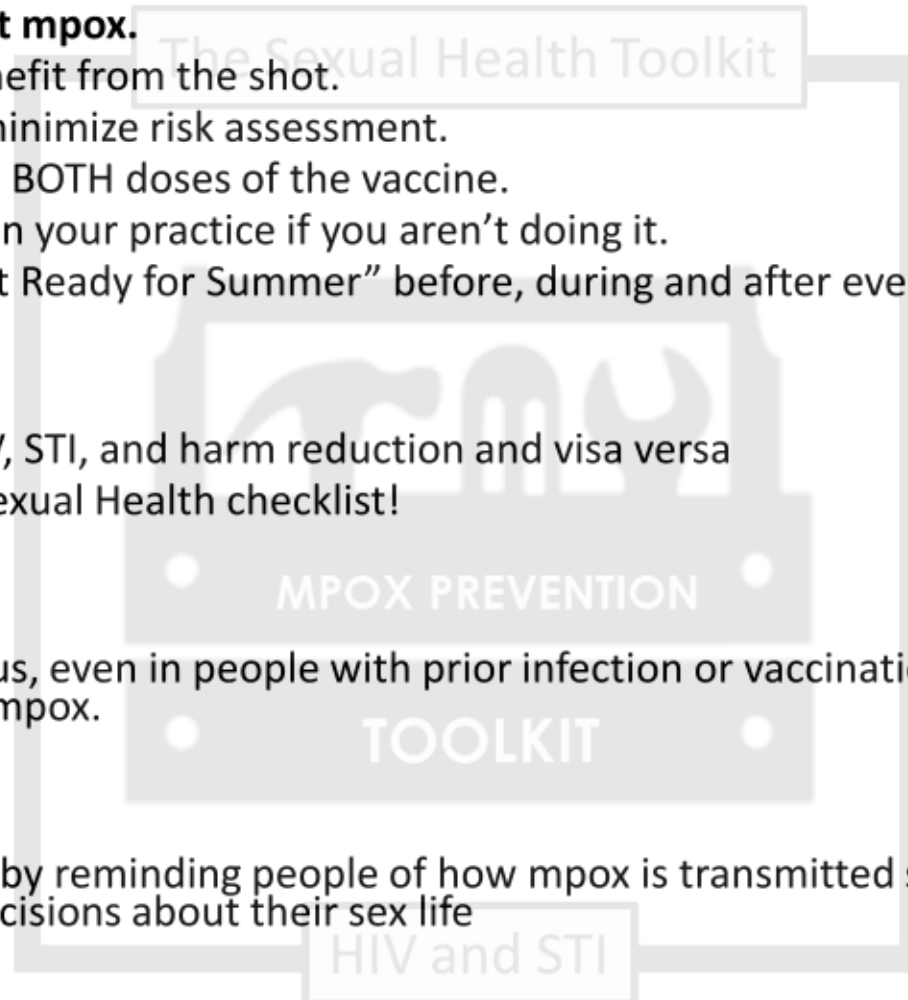 t mpox.
The Sexual Health Toolkit
efit from the shot.
inimize risk assessment.
BOTH doses of the vaccine.
n your practice if you aren’t doing it.
t Ready for Summer” before, during and after eve
, STI, and harm reduction and visa versa
exual Health checklist!
MPOX PREVENTION
us, even in people with prior infection or vaccinati
mpox.
TOOLKIT
by reminding people of how mpox is transmitted s
cisions about their sex life
HIV and STI